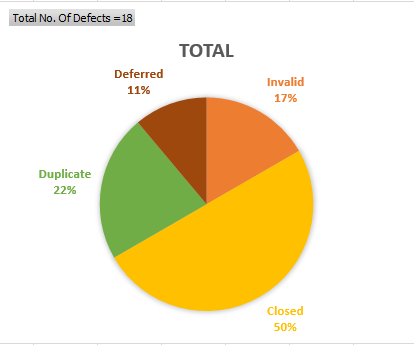 Total No. Of Defects =18
TOTAL
Deferred
11%
Invalid
17%
Duplicate
22%
Closed
50%